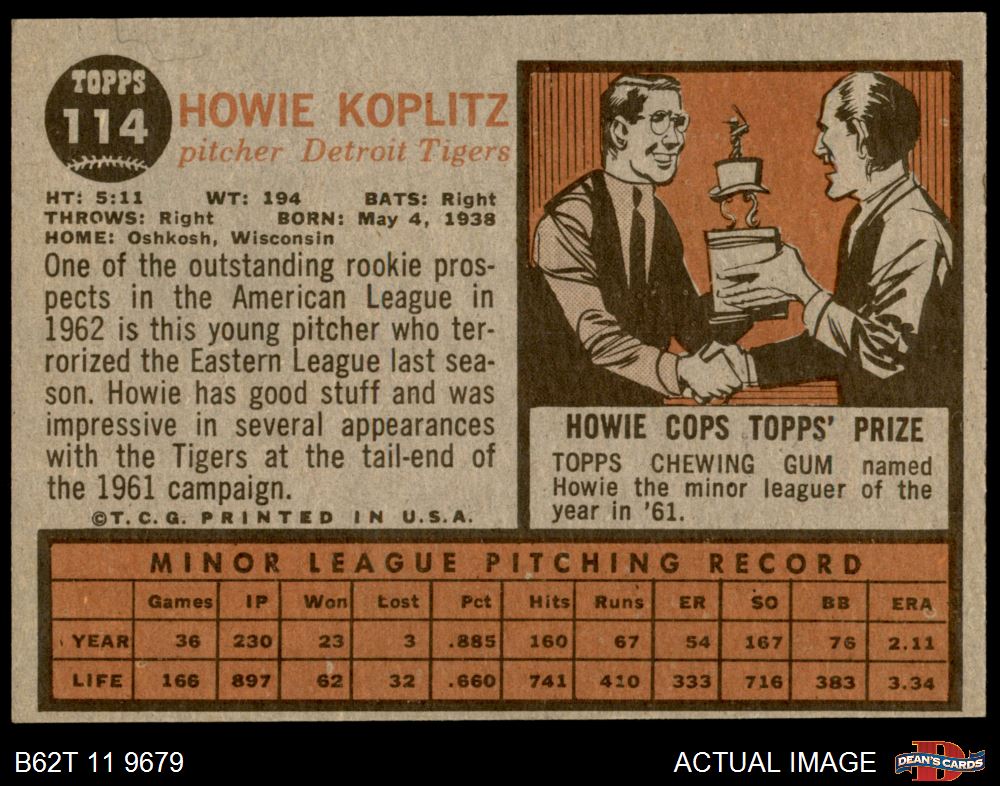 TOPPS
114
HOWIE KOPLITZ
pitcher Detroit Tigers
HT: 5:11 WT: 194 BATS: Right
THROWS: Right BORN: May 4, 1938
HOME: Oshkosh, Wisconsin
One of the outstanding rookie pros-
pects in the American League in
1962 is this young pitcher who ter-
rorized the Eastern League last sea-
son. Howie has good stuff and was
impressive in several appearances
with the Tigers at the tail-end of
the 1961 campaign.
©T.C.G. PRINTED IN U.S.A.
HOWIE COPS TOPPS' PRIZE
TOPPS CHEWING GUM named
Howie the minor leaguer of the
year in '61.
MINOR LEAGUE PITCHING RECORD
Games IP Won Lost Pct Hits Runs ER SO BB ERA
YEAR 36 230 23 3 .885 160 67 54 167 76 2.11
LIFE 166 897 62 32 .660 741 410 333 716 383 3.34
B62T 11 9679
ACTUAL IMAGE
DEAN'S CARDS